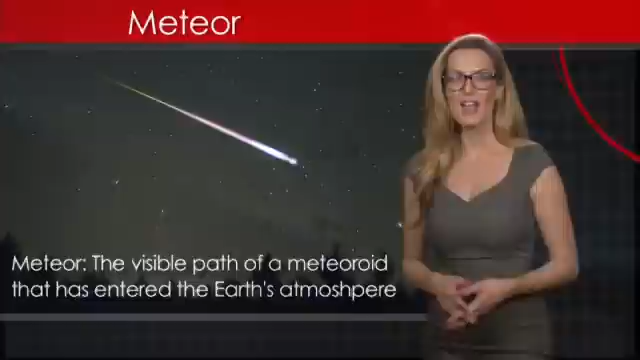 Meteor
Meteor: The visible path of a meteoroid
that has entered the Earth's atmoshpere